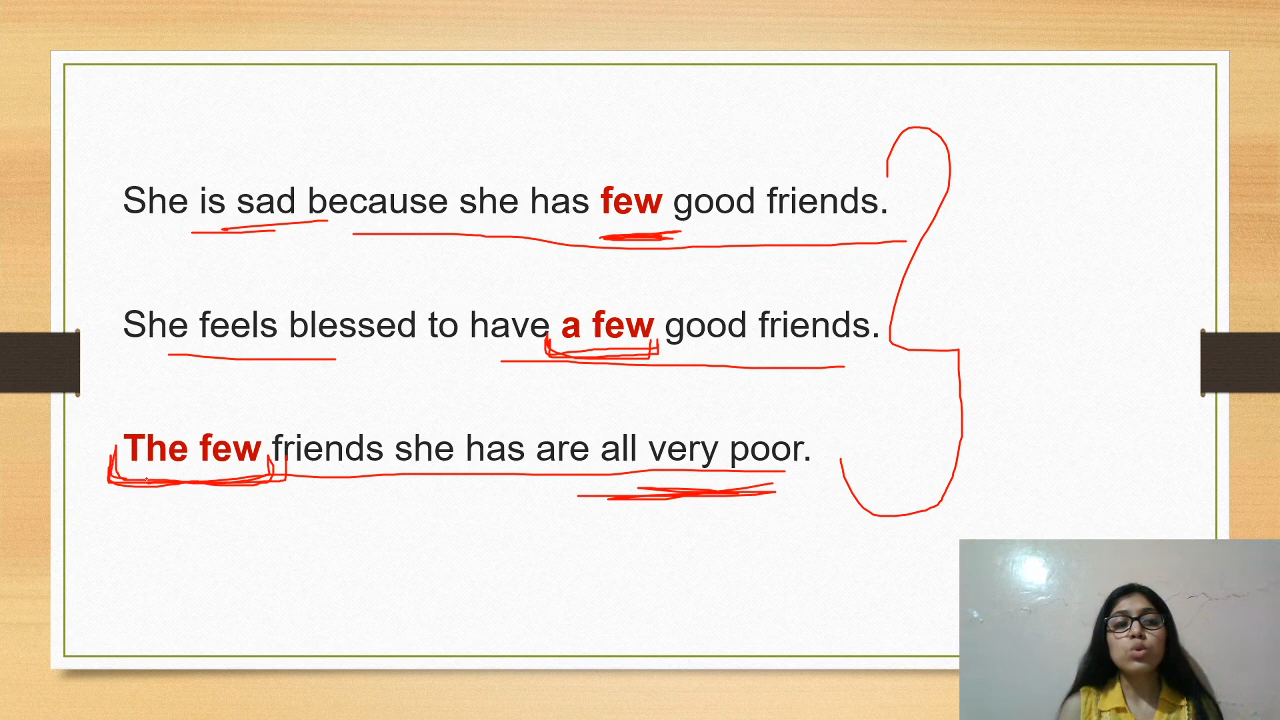 She is sad because she has few good friends.
She feels blessed to have a few good friends.
The few friends she has are all very poor.